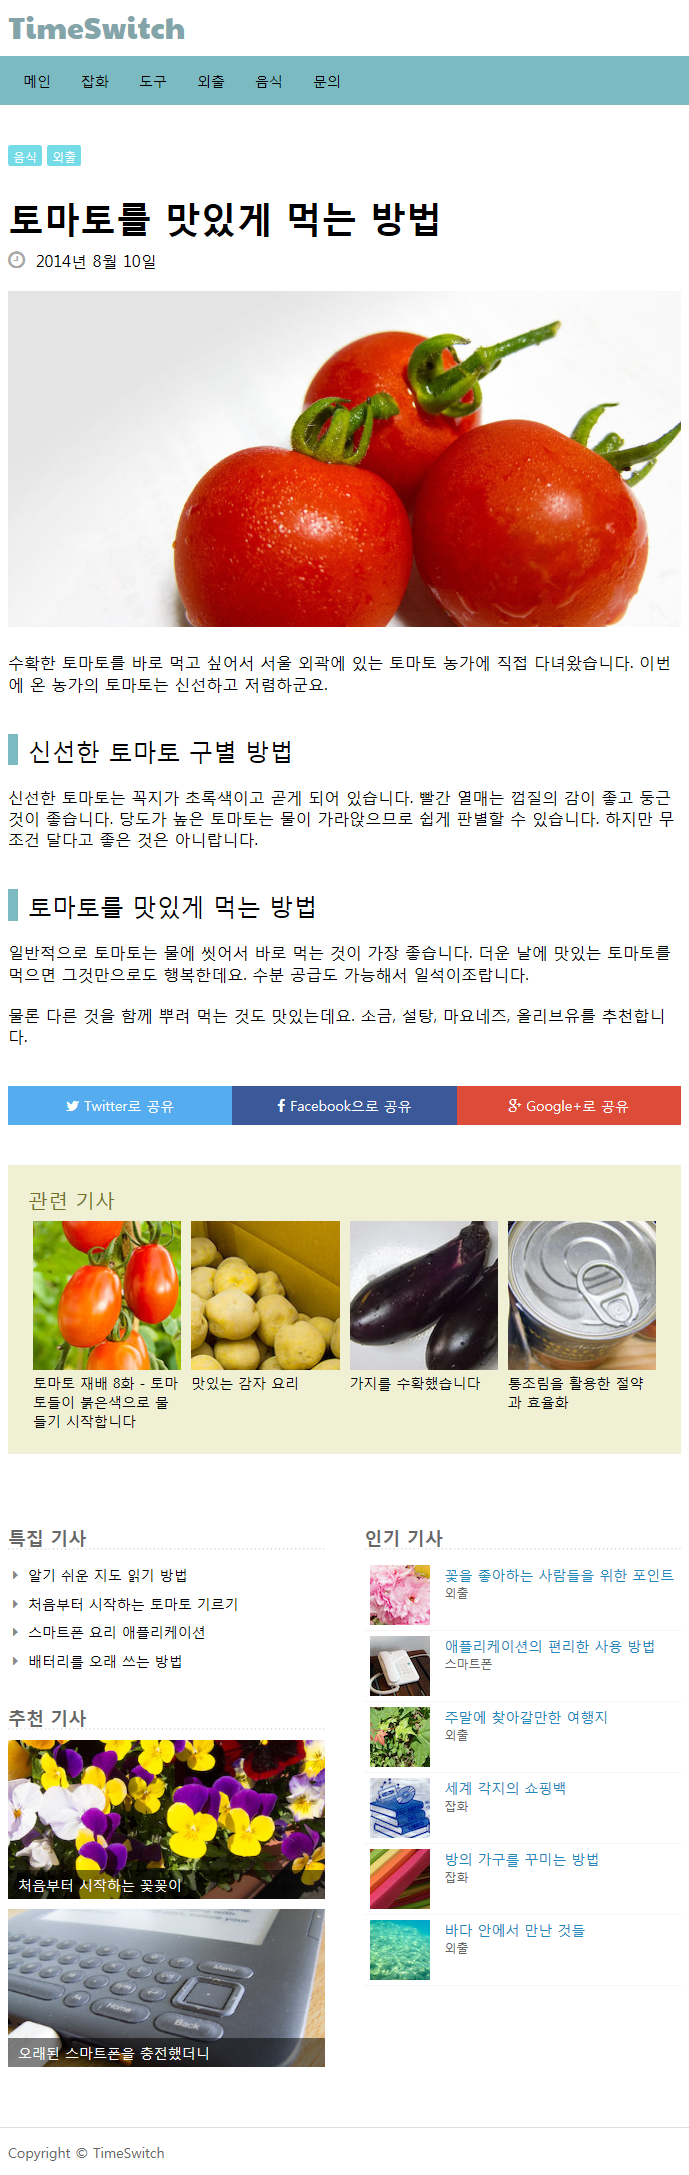 TimeSwitch
메인 잡화 도구 외출 음식 문의
음식 외출
토마토를 맛있게 먹는 방법
2014년 8월 10일
수확한 토마토를 바로 먹고 싶어서 서울 외곽에 있는 토마토 농가에 직접 다녀왔습니다. 이번
에 온 농가의 토마토는 신선하고 저렴하군요.
신선한 토마토 구별 방법
신선한 토마토는 꼭지가 초록색이고 곧게 되어 있습니다. 빨간 열매는 껍질의 감이 좋고 둥근
것이 좋습니다. 당도가 높은 토마토는 물이 가라앉으므로 쉽게 판별할 수 있습니다. 하지만 무
조건 달다고 좋은 것은 아니랍니다.
토마토를 맛있게 먹는 방법
일반적으로 토마토는 물에 씻어서 바로 먹는 것이 가장 좋습니다. 더운 날에 맛있는 토마토를
먹으면 그것만으로도 행복한데요. 수분 공급도 가능해서 일석이조랍니다.
물론 다른 것을 함께 뿌려 먹는 것도 맛있는데요. 소금, 설탕, 마요네즈, 올리브유를 추천합니
다.
Twitter로 공유
Facebook으로 공유
Google+로 공유
관련 기사
토마토 재배 8화 - 토마
토들이 붉은색으로 물
들기 시작합니다
맛있는 감자 요리
가지를 수확했습니다
통조림을 활용한 절약
과 효율화
특집 기사
알기 쉬운 지도 읽기 방법
처음부터 시작하는 토마토 기르기
스마트폰 요리 애플리케이션
배터리를 오래 쓰는 방법
추천 기사
처음부터 시작하는 꽃꽂이
Menu
Home
Back
오래된 스마트폰을 충전했더니
인기 기사
꽃을 좋아하는 사람들을 위한 포인트
외출
애플리케이션의 편리한 사용 방법
스마트폰
주말에 찾아갈만한 여행지
외출
세계 각지의 쇼핑백
잡화
방의 가구를 꾸미는 방법
잡화
바다 안에서 만난 것들
외출
Copyright © TimeSwitch